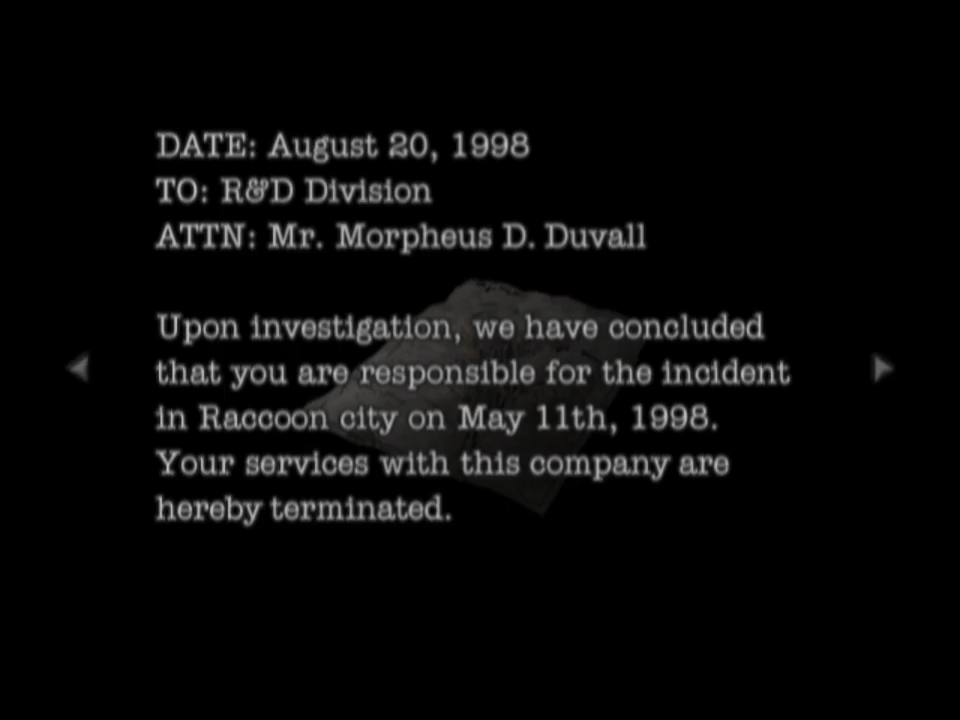 DATE: August 20, 1998
TO: R&D Division
ATTN: Mr. Morpheus D. Duvall
Upon investigation, we have concluded
that you are responsible for the incident
in Raccoon city on May 11th, 1998.
Your services with this company are
hereby terminated.